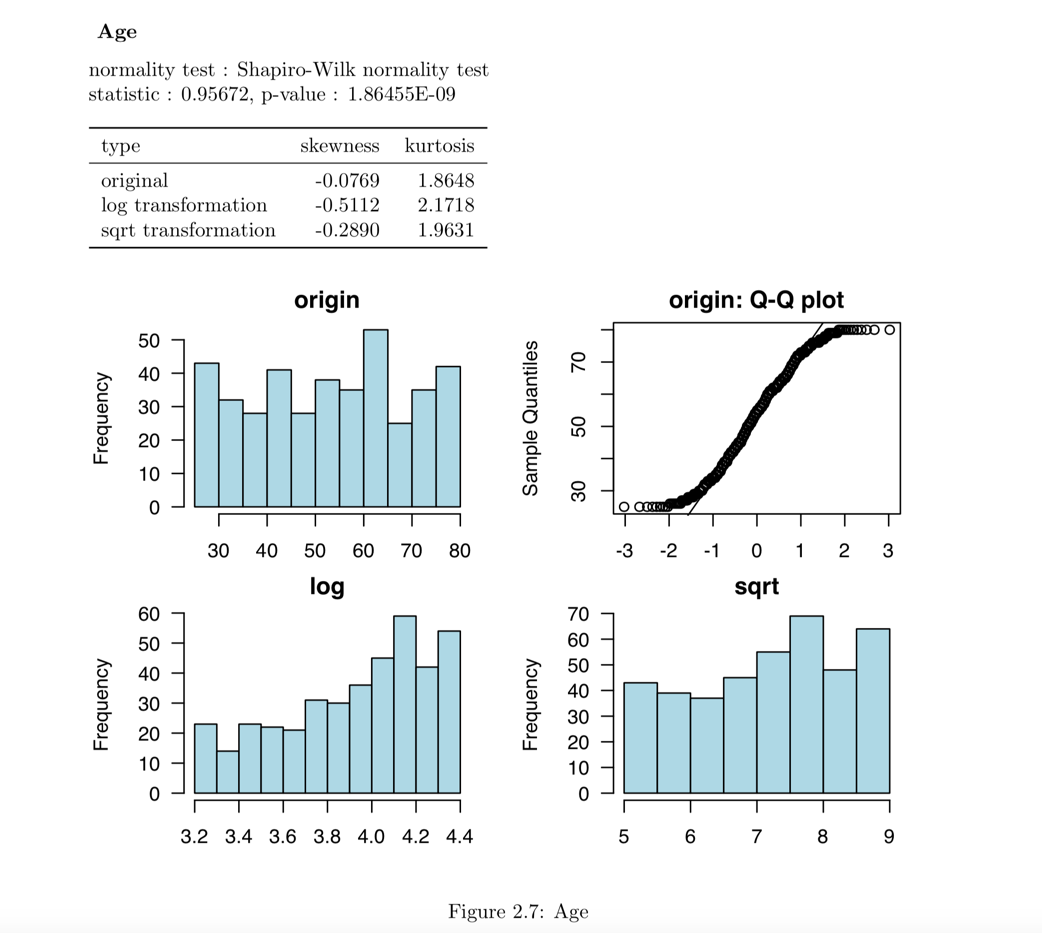 Age
normality test : Shapiro-Wilk normality test
statistic : 0.95672, p-value : 1.86455E-09
type skewness kurtosis
original -0.0769 1.8648
log transformation -0.5112 2.1718
sqrt transformation -0.2890 1.9631
origin
Frequency
50
40
30
20
10
0
30 40 50 60 70 80
origin: Q-Q plot
Sample Quantiles
70
50
30
-3 -2 -1 0 1 2 3
log
Frequency
60
50
40
30
20
10
0
3.2 3.4 3.6 3.8 4.0 4.2 4.4
sqrt
Frequency
70
60
50
40
30
20
10
0
5 6 7 8 9
Figure 2.7: Age